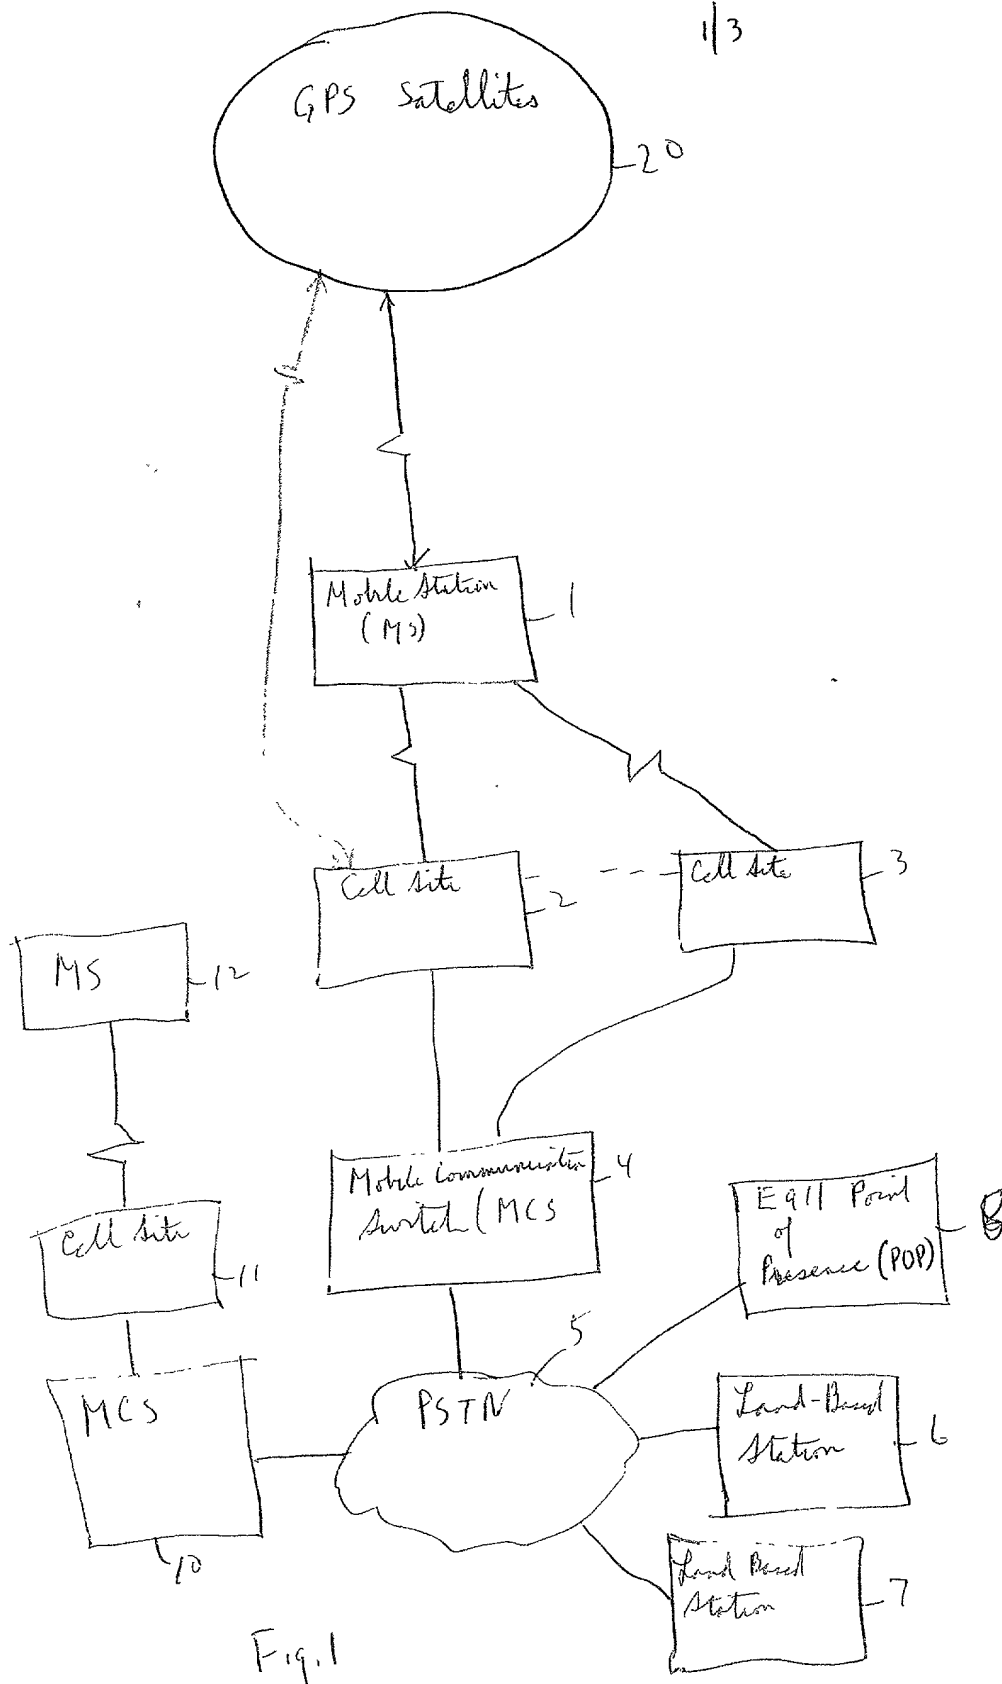 1/3
GPS Satellites
20
Mobile Station
(MS)
1
Cell Site
2
Cell Site
3
MS
12
Mobile Communication
Switch (MCS
4
E911 Point
of
Presence (POP)
8
Cell Site
11
5
PSTN
MCS
10
Land-Based
Station
6
Land Based
Station
7
Fig. 1